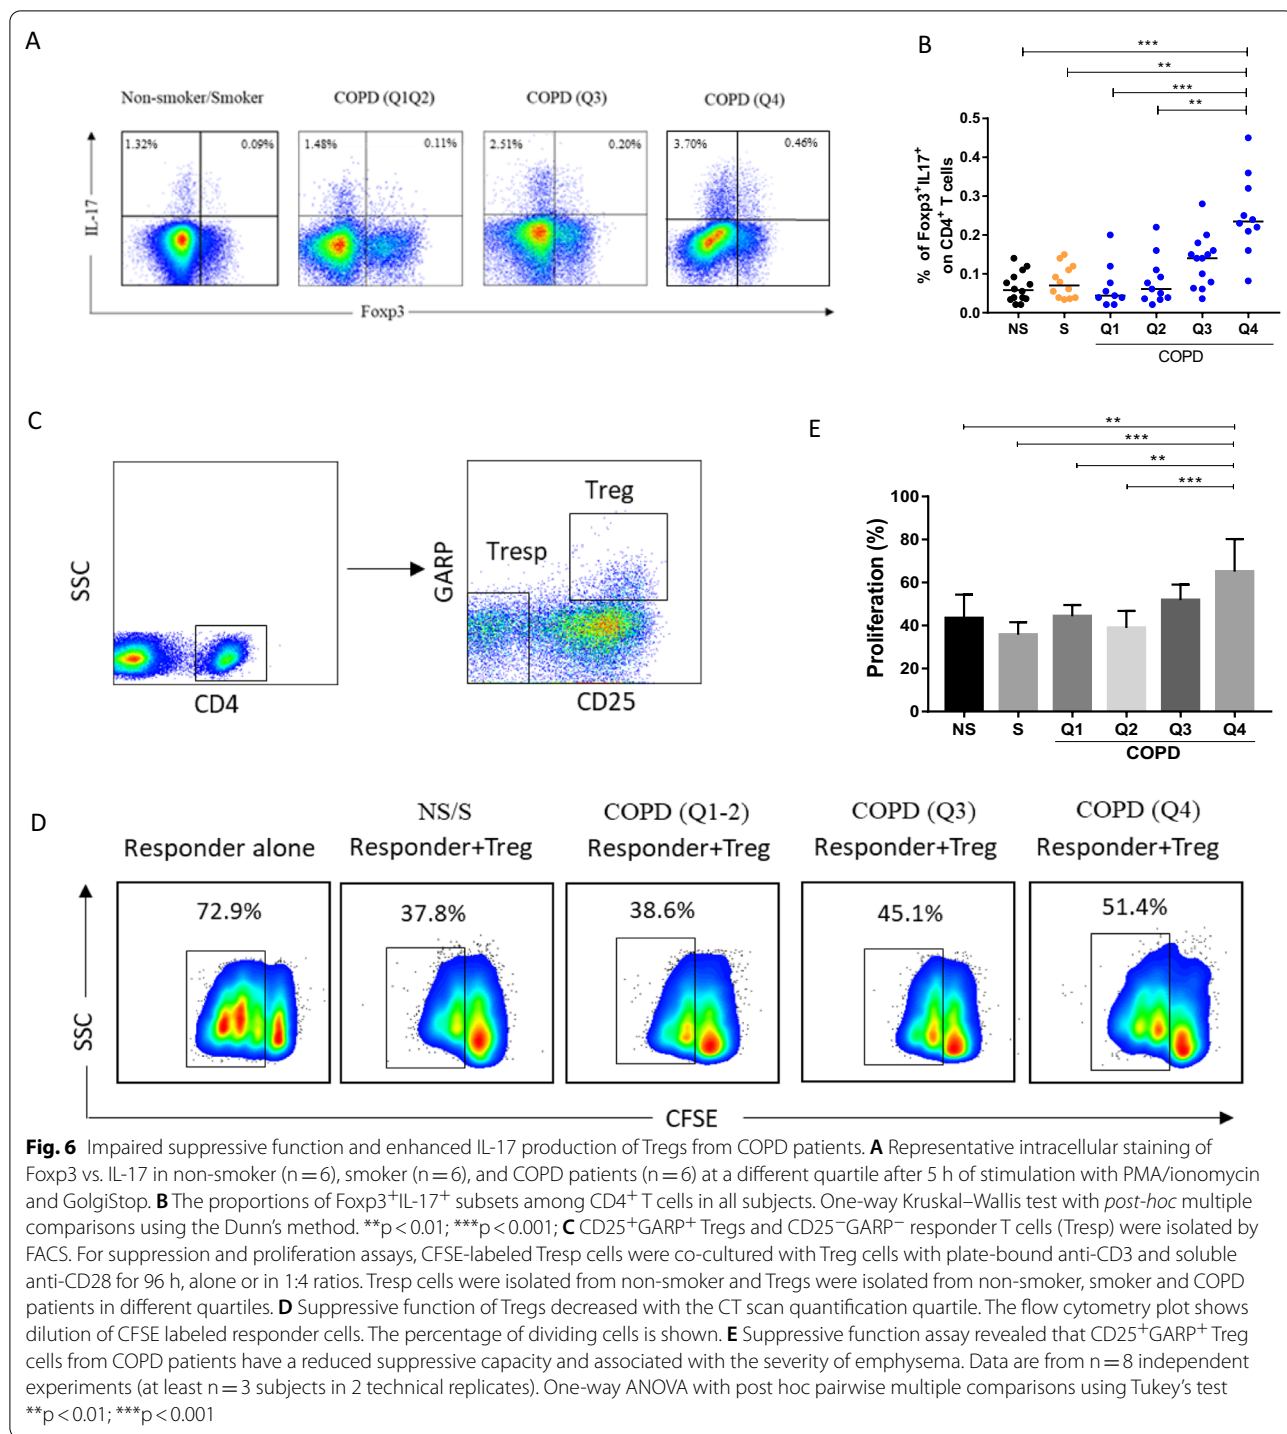 A
Non-smoker/Smoker COPD (Q1Q2) COPD (Q3) COPD (Q4)
1.32% 0.09% 1.48% 0.11% 2.51% 0.20% 3.70% 0.46%
IL-17
Foxp3
B
***
**
***
**
% of Foxp3⁺IL17⁺
on CD4⁺ T cells
0.5
0.4
0.3
0.2
0.1
0.0
NS S Q1 Q2 Q3 Q4
COPD
C
SSC
CD4
GARP
Treg
Tresp
CD25
E
**
***
**
***
Proliferation (%)
100
80
60
40
20
0
NS S Q1 Q2 Q3 Q4
COPD
D
NS/S COPD (Q1-2) COPD (Q3) COPD (Q4)
Responder alone Responder+Treg Responder+Treg Responder+Treg Responder+Treg
72.9% 37.8% 38.6% 45.1% 51.4%
SSC
CFSE
Fig. 6 Impaired suppressive function and enhanced IL-17 production of Tregs from COPD patients. A Representative intracellular staining of
Foxp3 vs. IL-17 in non-smoker (n = 6), smoker (n = 6), and COPD patients (n = 6) at a different quartile after 5 h of stimulation with PMA/ionomycin
and GolgiStop. B The proportions of Foxp3⁺IL-17⁺ subsets among CD4⁺ T cells in all subjects. One-way Kruskal–Wallis test with post-hoc multiple
comparisons using the Dunn's method. **p < 0.01; ***p < 0.001; C CD25⁺GARP⁺ Tregs and CD25⁻GARP⁻ responder T cells (Tresp) were isolated by
FACS. For suppression and proliferation assays, CFSE-labeled Tresp cells were co-cultured with Treg cells with plate-bound anti-CD3 and soluble
anti-CD28 for 96 h, alone or in 1:4 ratios. Tresp cells were isolated from non-smoker and Tregs were isolated from non-smoker, smoker and COPD
patients in different quartiles. D Suppressive function of Tregs decreased with the CT scan quantification quartile. The flow cytometry plot shows
dilution of CFSE labeled responder cells. The percentage of dividing cells is shown. E Suppressive function assay revealed that CD25⁺GARP⁺ Treg
cells from COPD patients have a reduced suppressive capacity and associated with the severity of emphysema. Data are from n = 8 independent
experiments (at least n = 3 subjects in 2 technical replicates). One-way ANOVA with post hoc pairwise multiple comparisons using Tukey's test
**p < 0.01; ***p < 0.001